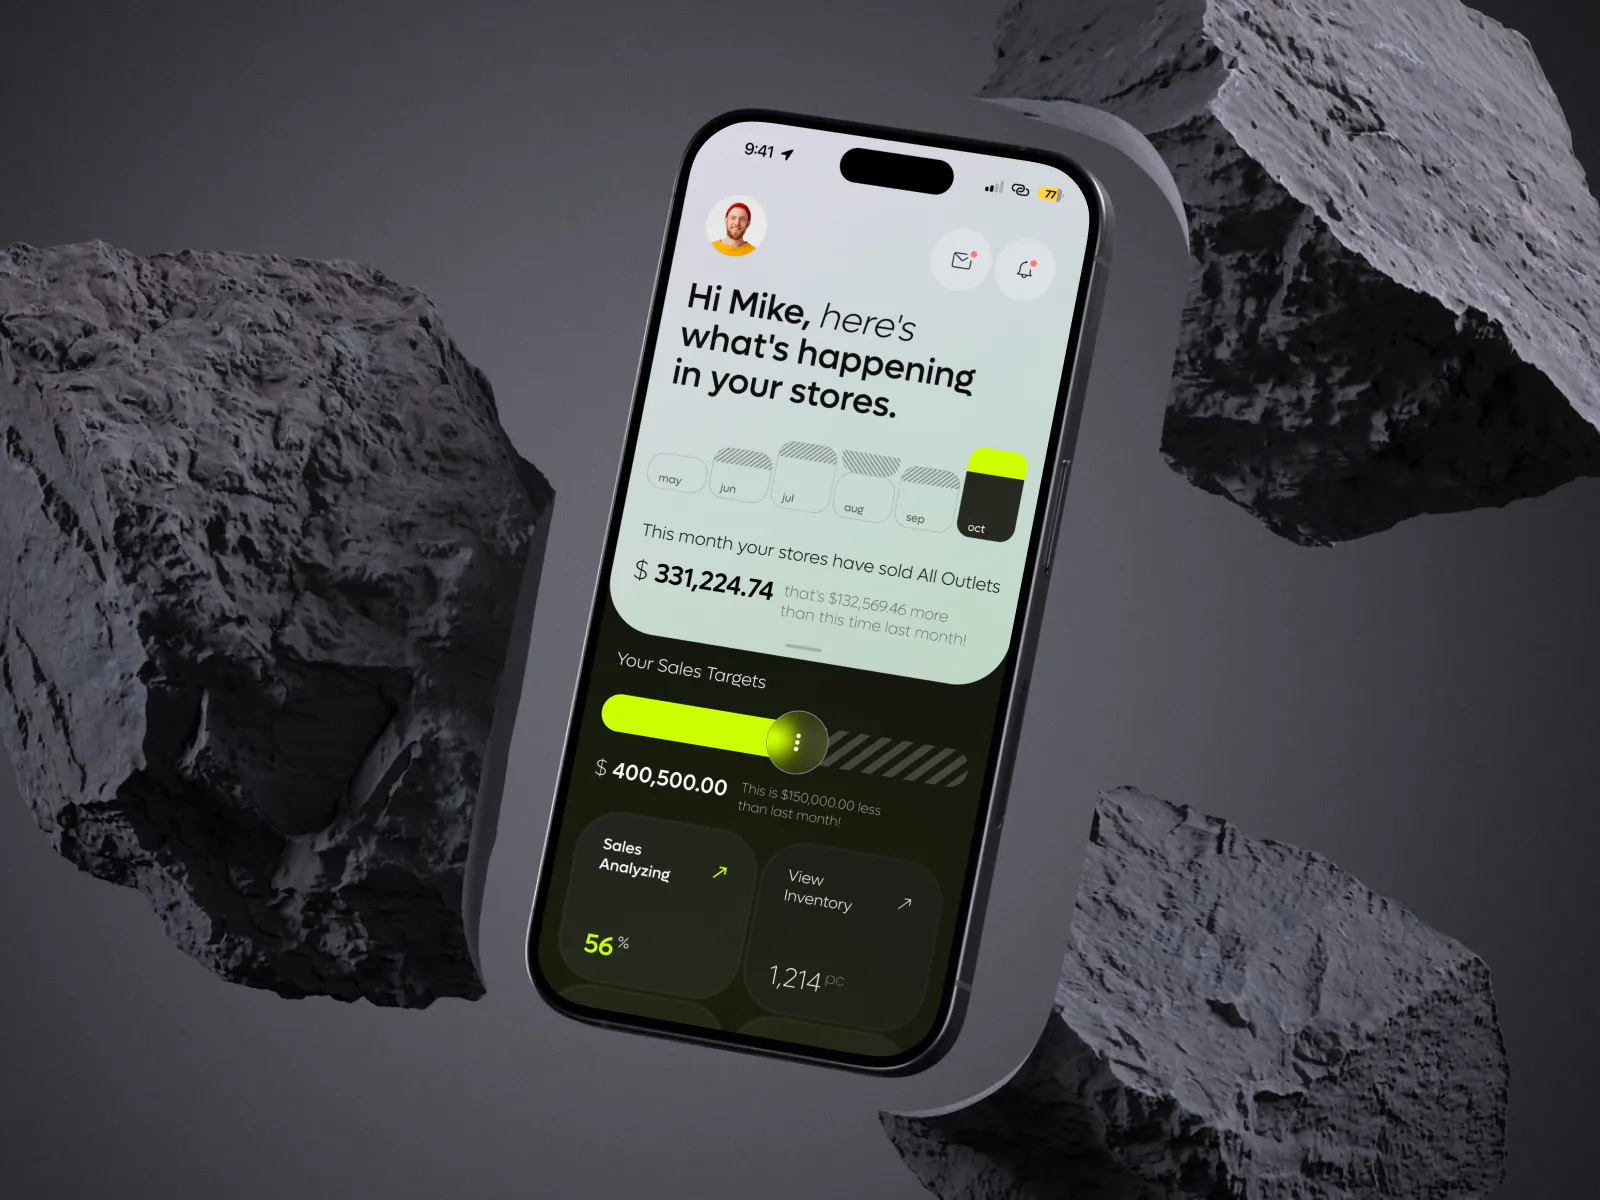 9:41
77
Hi Mike, here's
what's happening
in your stores.
may
jun
jul
aug
sep
oct
This month your stores have sold All Outlets
$ 331,224.74
that's $132,569.46 more
than this time last month!
Your Sales Targets
$ 400,500.00
This is $150,000.00 less
than last month!
Sales
Analyzing
56 %
View
Inventory
1,214 pc